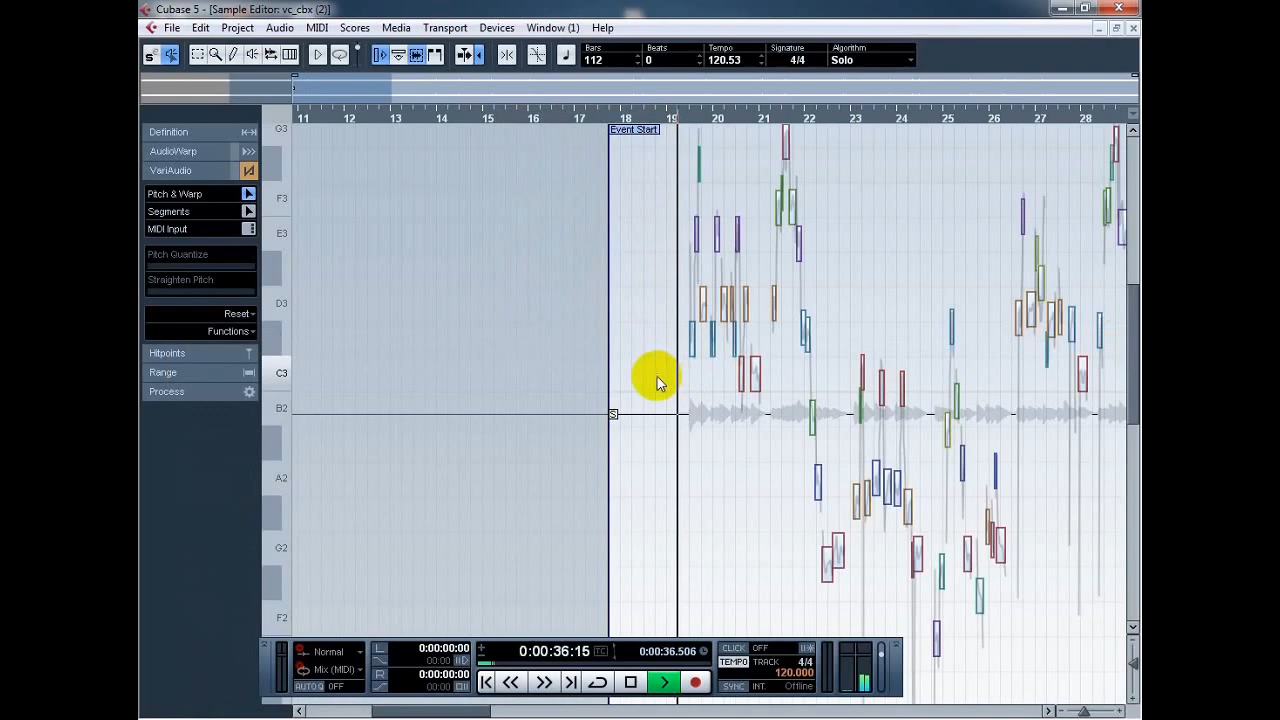 Cubase 5 - [Sample Editor: vc_cbx (2)]
File Edit Project Audio MIDI Scores Media Transport Devices Window (1) Help
Bars Beats Tempo Signature Algorithm
112 0 120.53 4/4 Solo
11 12 13 14 15 16 17 18 19 20 21 22 23 24 25 26 27 28
Event Start
Definition
AudioWarp
VariAudio
Pitch & Warp
Segments
MIDI Input
Pitch Quantize
Straighten Pitch
Reset
Functions
Hitpoints
Range
Process
G3
F3
E3
D3
C3
B2
A2
G2
F2
S
Normal
Mix (MIDI)
AUTO Q OFF
L 0:00:00:00
00:00
R 0:00:00:00
00:00
0:00:36:15 TC 0:00:36.506
CLICK OFF
TEMPO TRACK 4/4
120.000
SYNC INT. Offline